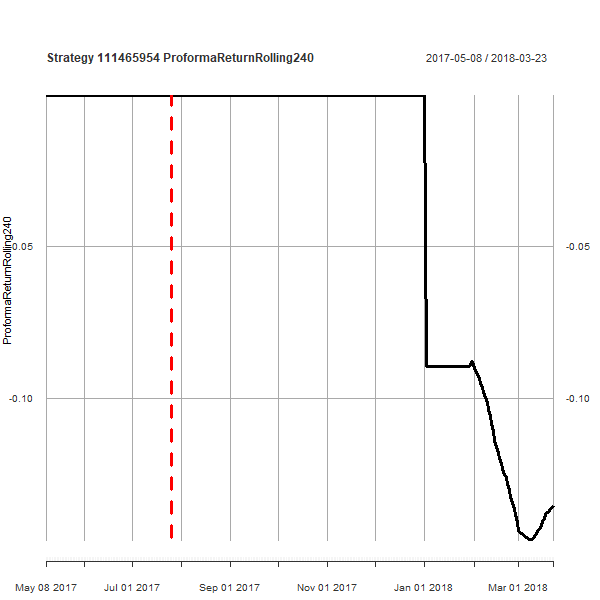 Strategy 111465954 ProformaReturnRolling240
2017-05-08 / 2018-03-23
ProformaReturnRolling240
-0.05
-0.05
-0.10
-0.10
May 08 2017
Jul 01 2017
Sep 01 2017
Nov 01 2017
Jan 01 2018
Mar 01 2018